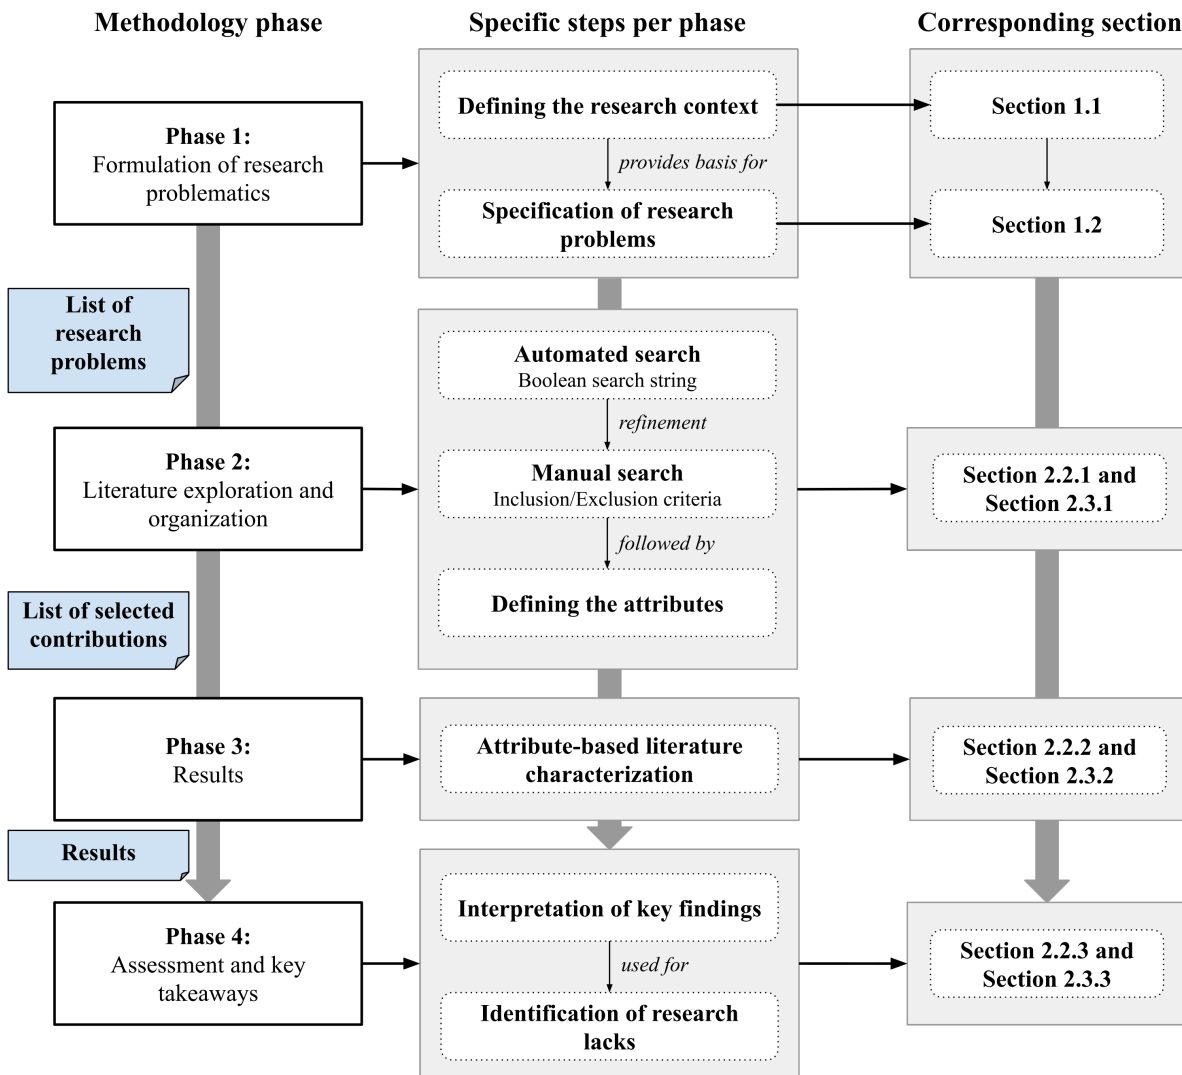 Methodology phase
Specific steps per phase
Corresponding section
Phase 1:
Formulation of research
problematics
Defining the research context
provides basis for
Specification of research
problems
Section 1.1
Section 1.2
List of
research
problems
Phase 2:
Literature exploration and
organization
Automated search
Boolean search string
refinement
Manual search
Inclusion/Exclusion criteria
followed by
Defining the attributes
Section 2.2.1 and
Section 2.3.1
List of selected
contributions
Phase 3:
Results
Attribute-based literature
characterization
Section 2.2.2 and
Section 2.3.2
Results
Phase 4:
Assessment and key
takeaways
Interpretation of key findings
used for
Identification of research
lacks
Section 2.2.3 and
Section 2.3.3